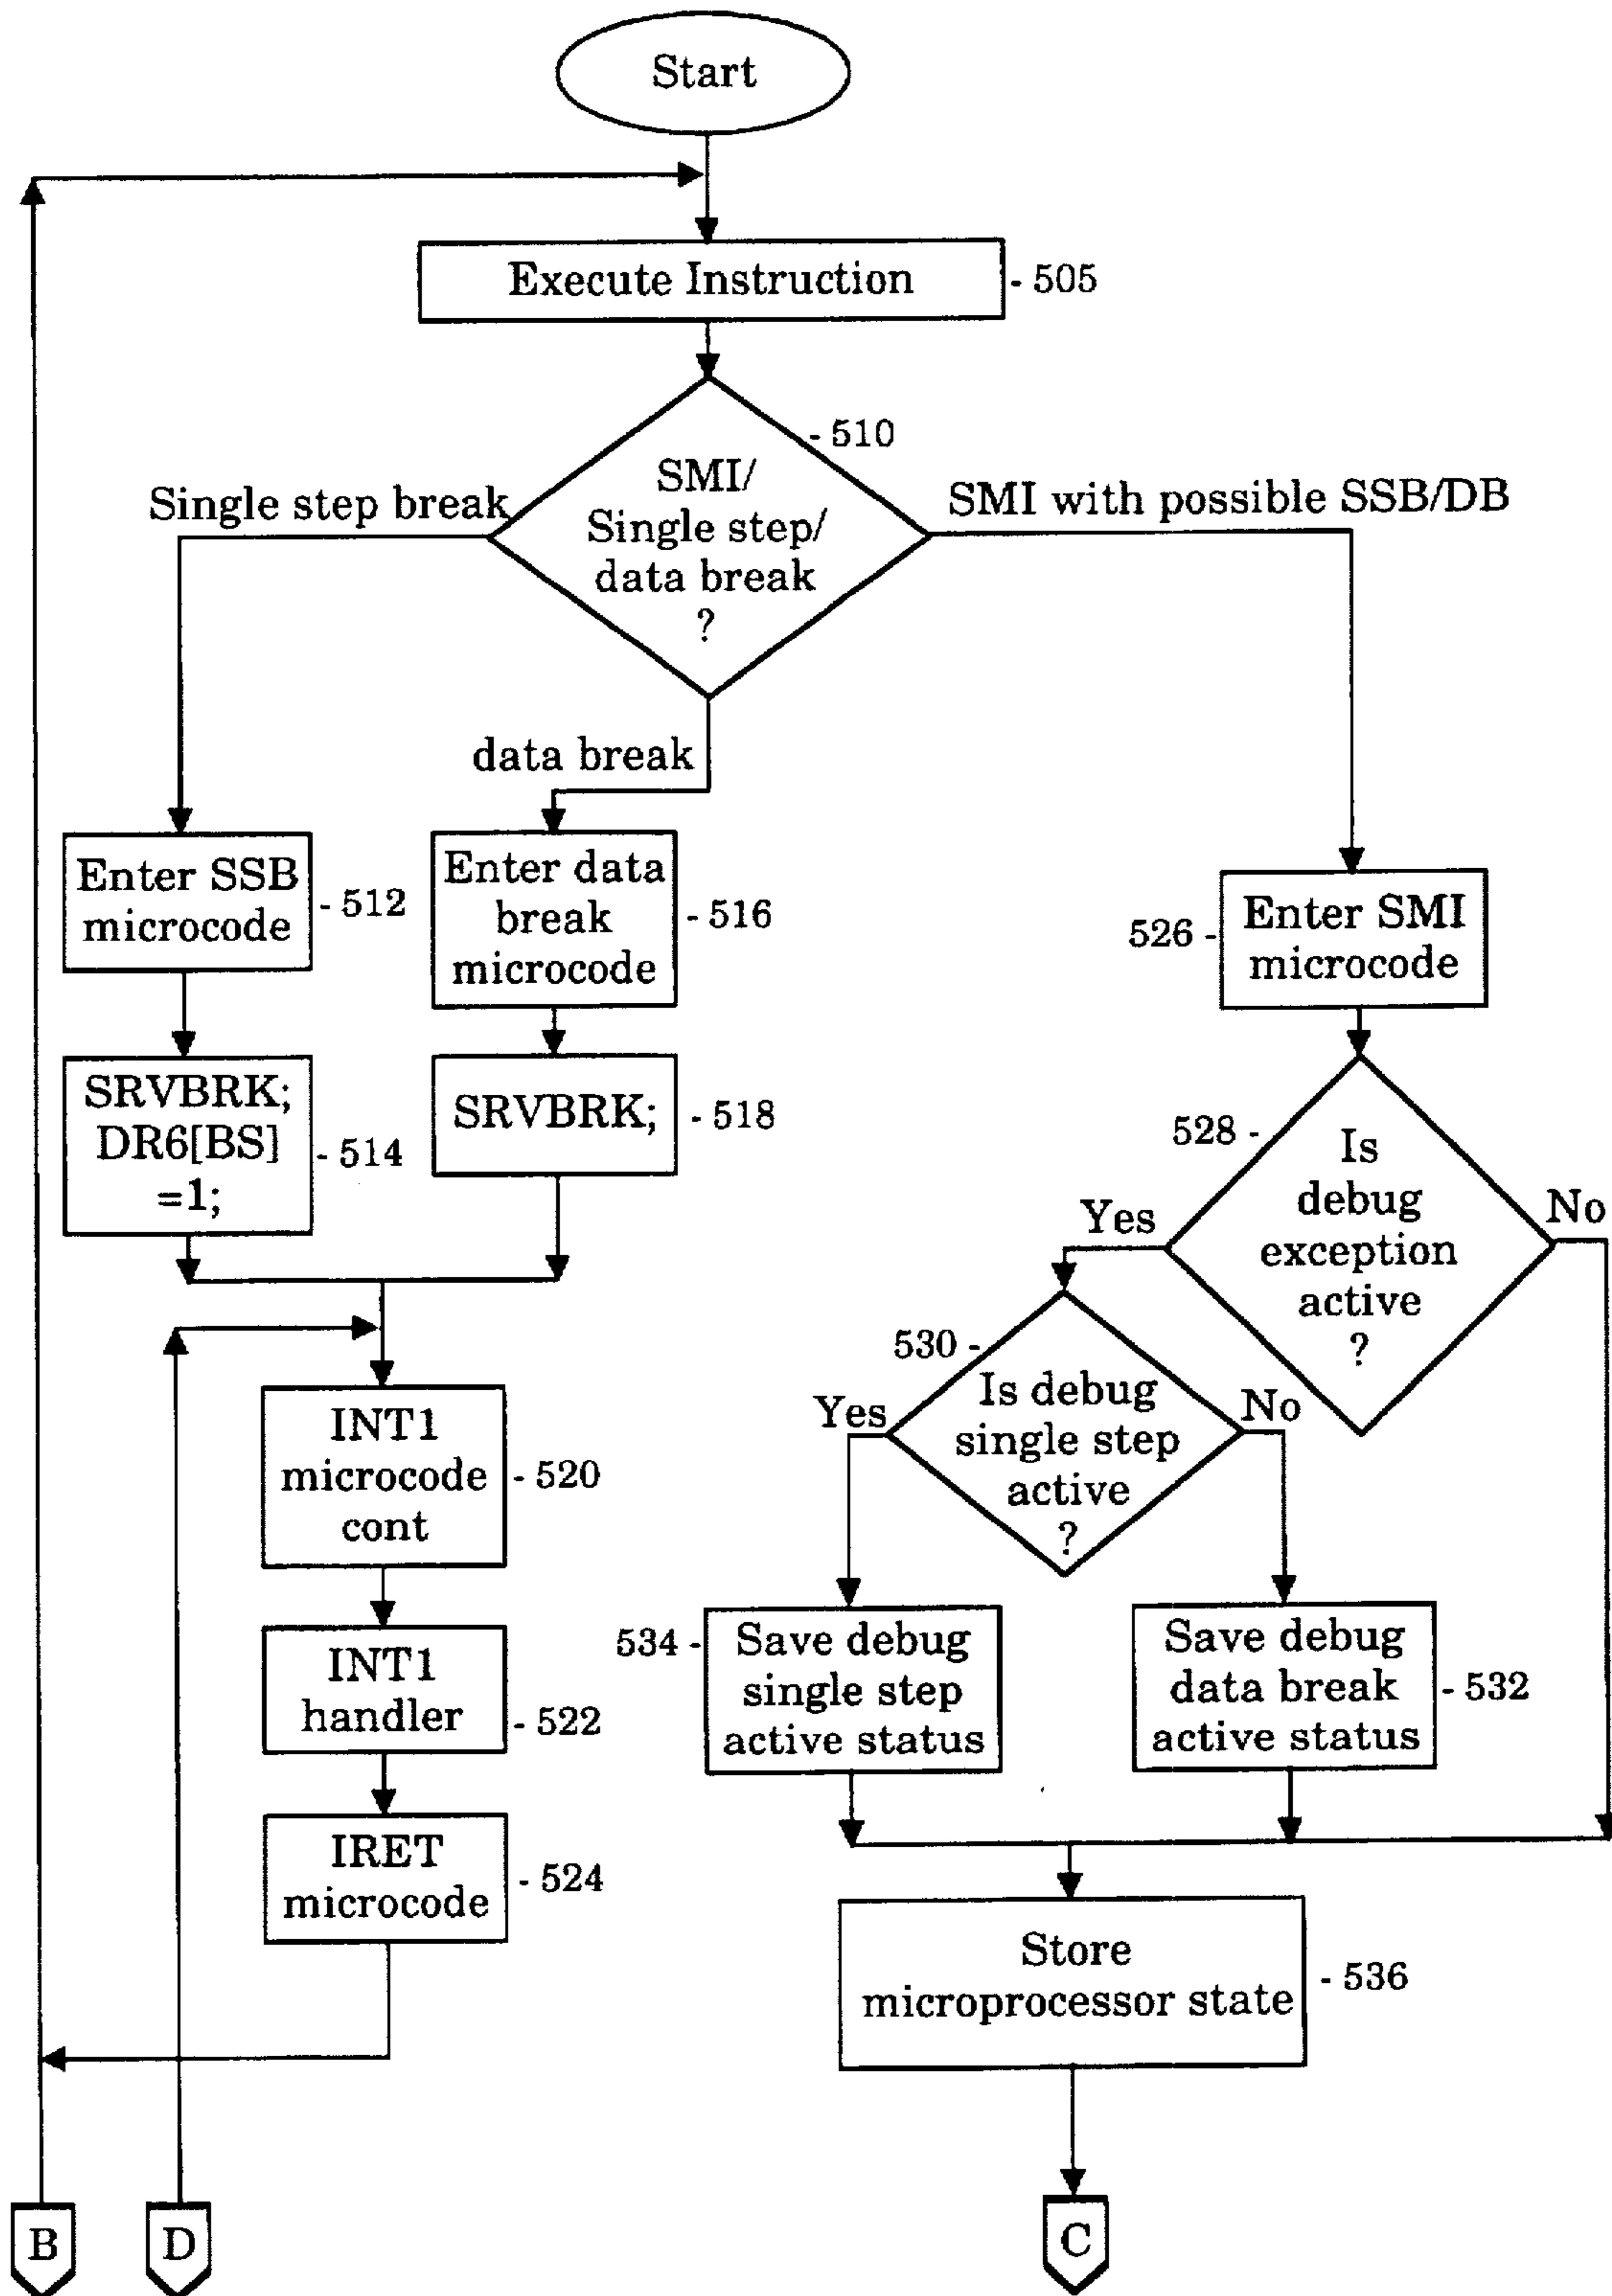 Start
Execute Instruction
- 505
- 510
SMI/
Single step/
data break
?
Single step break
SMI with possible SSB/DB
data break
Enter SSB
microcode
- 512
Enter data
break
microcode
- 516
526 -
Enter SMI
microcode
SRVBRK;
DR6[BS]
=1;
- 514
SRVBRK;
- 518
528 -
Is
debug
exception
active
?
Yes
No
530 -
Is debug
single step
active
?
Yes
No
INT1
microcode
cont
- 520
INT1
handler
- 522
534 -
Save debug
single step
active status
Save debug
data break
active status
- 532
IRET
microcode
- 524
Store
microprocessor state
- 536
B
D
C